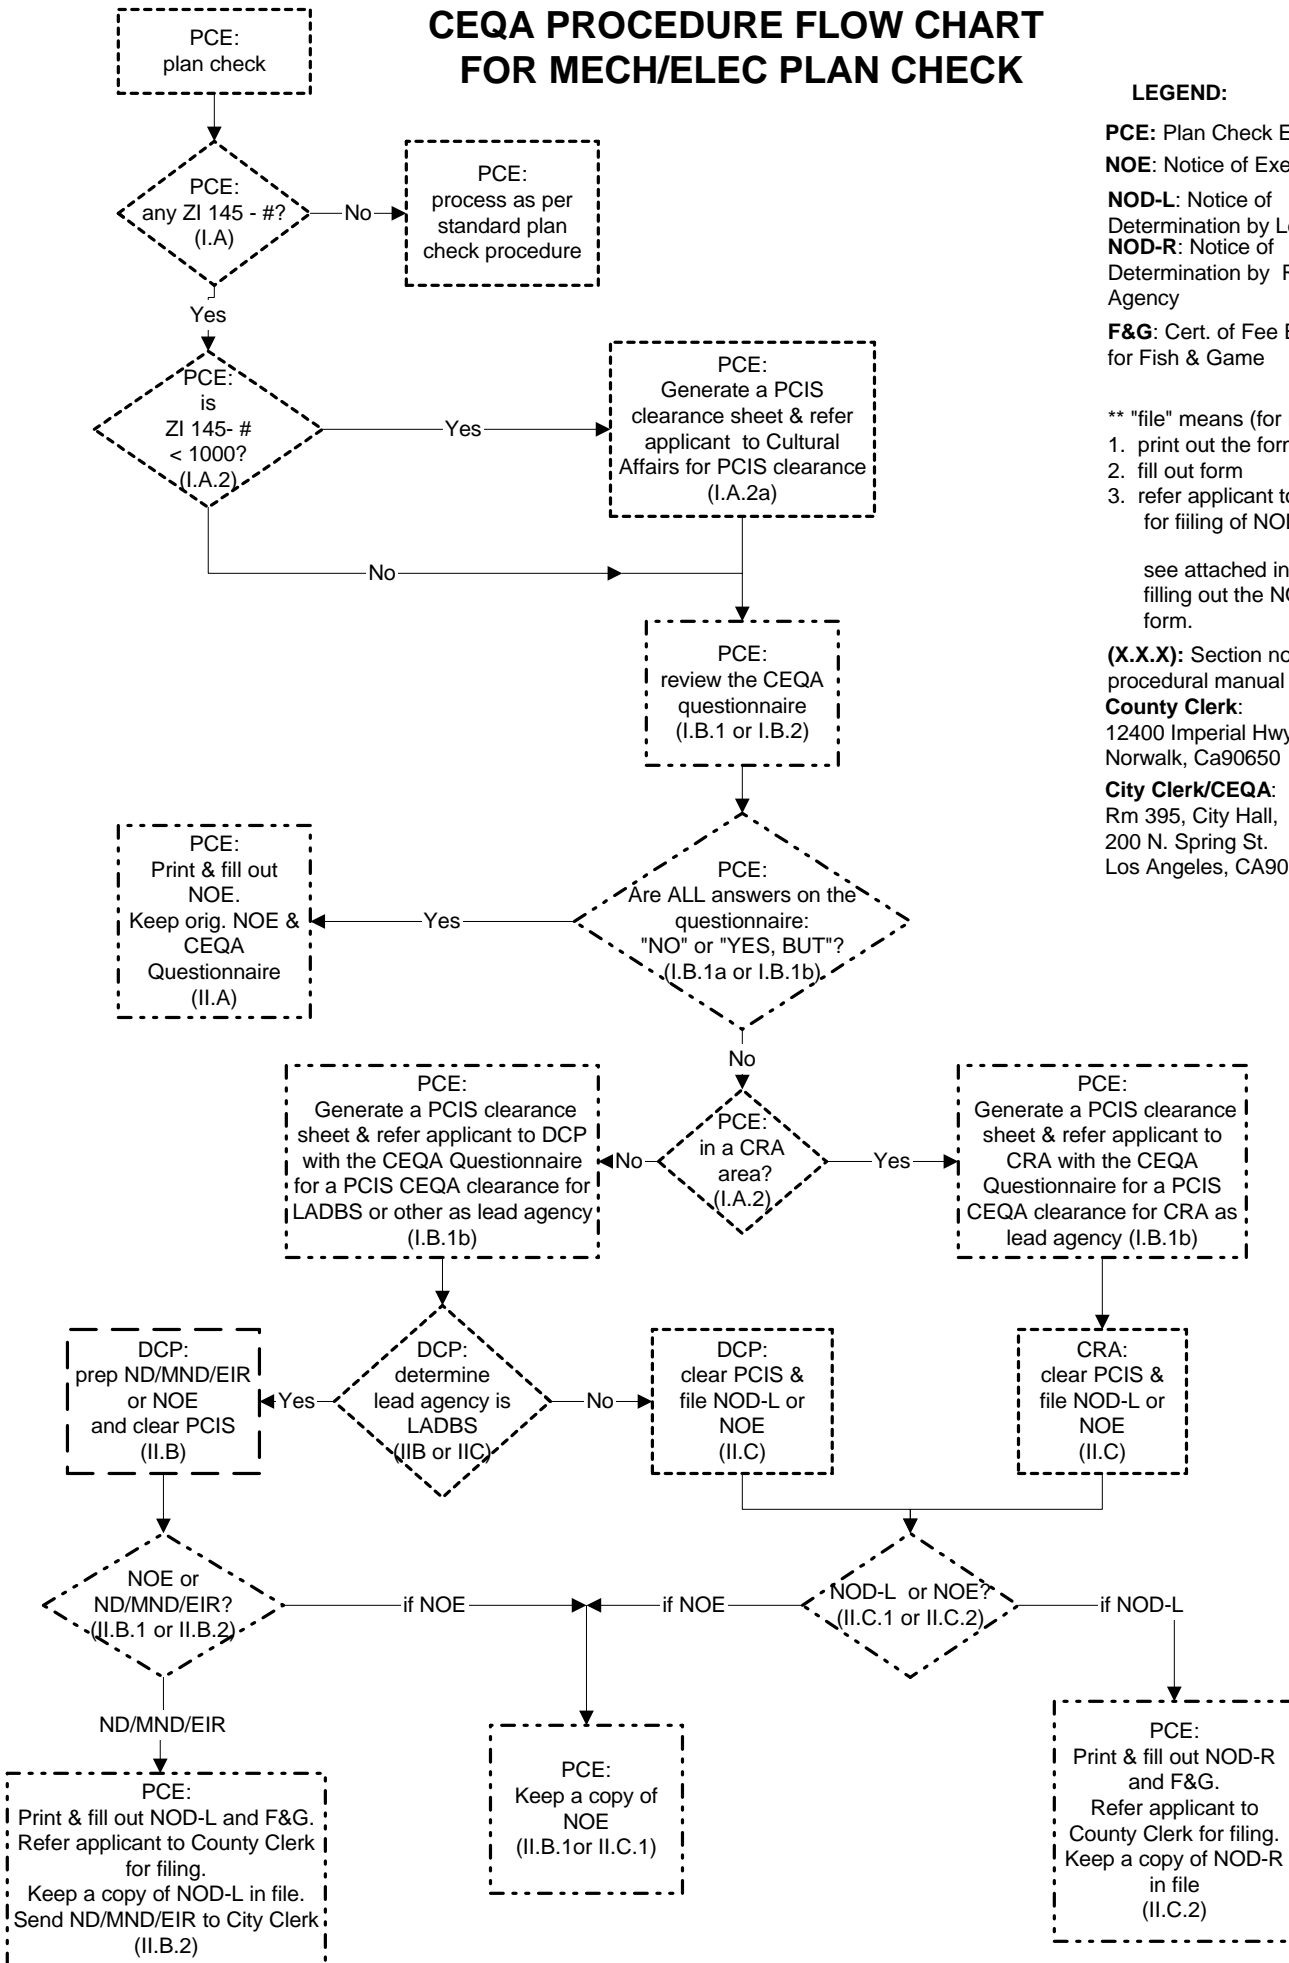 CEQA PROCEDURE FLOW CHART
FOR MECH/ELEC PLAN CHECK
PCE:
plan check
PCE:
any ZI 145 - #?
(I.A)
No
PCE:
process as per
standard plan
check procedure
Yes
PCE:
is
ZI 145- #
< 1000?
(I.A.2)
Yes
PCE:
Generate a PCIS
clearance sheet & refer
applicant to Cultural
Affairs for PCIS clearance
(I.A.2a)
No
PCE:
review the CEQA
questionnaire
(I.B.1 or I.B.2)
PCE:
Are ALL answers on the
questionnaire:
"NO" or "YES, BUT"?
(I.B.1a or I.B.1b)
Yes
PCE:
Print & fill out
NOE.
Keep orig. NOE &
CEQA
Questionnaire
(II.A)
No
PCE:
in a CRA
area?
(I.A.2)
No
PCE:
Generate a PCIS clearance
sheet & refer applicant to DCP
with the CEQA Questionnaire
for a PCIS CEQA clearance for
LADBS or other as lead agency
(I.B.1b)
Yes
PCE:
Generate a PCIS clearance
sheet & refer applicant to
CRA with the CEQA
Questionnaire for a PCIS
CEQA clearance for CRA as
lead agency (I.B.1b)
DCP:
determine
lead agency is
LADBS
(IIB or IIC)
Yes
DCP:
prep ND/MND/EIR
or NOE
and clear PCIS
(II.B)
No
DCP:
clear PCIS &
file NOD-L or
NOE
(II.C)
CRA:
clear PCIS &
file NOD-L or
NOE
(II.C)
NOE or
ND/MND/EIR?
(II.B.1 or II.B.2)
if NOE
if NOE
NOD-L or NOE?
(II.C.1 or II.C.2)
if NOD-L
ND/MND/EIR
PCE:
Print & fill out NOD-L and F&G.
Refer applicant to County Clerk
for filing.
Keep a copy of NOD-L in file.
Send ND/MND/EIR to City Clerk
(II.B.2)
PCE:
Keep a copy of
NOE
(II.B.1or II.C.1)
PCE:
Print & fill out NOD-R
and F&G.
Refer applicant to
County Clerk for filing.
Keep a copy of NOD-R
in file
(II.C.2)
LEGEND:
PCE: Plan Check
NOE: Notice of
NOD-L: Notice of
Determination by
NOD-R: Notice of
Determination by
Agency
F&G: Cert. of Fee
for Fish & Game
** "file" means (for
1. print out the
2. fill out form
3. refer applicant
for fiiling of
see attached
filling out the
form.
(X.X.X): Section
procedural manual
County Clerk:
12400 Imperial
Norwalk, Ca90650
City Clerk/CEQA:
Rm 395, City Hall,
200 N. Spring St.
Los Angeles,